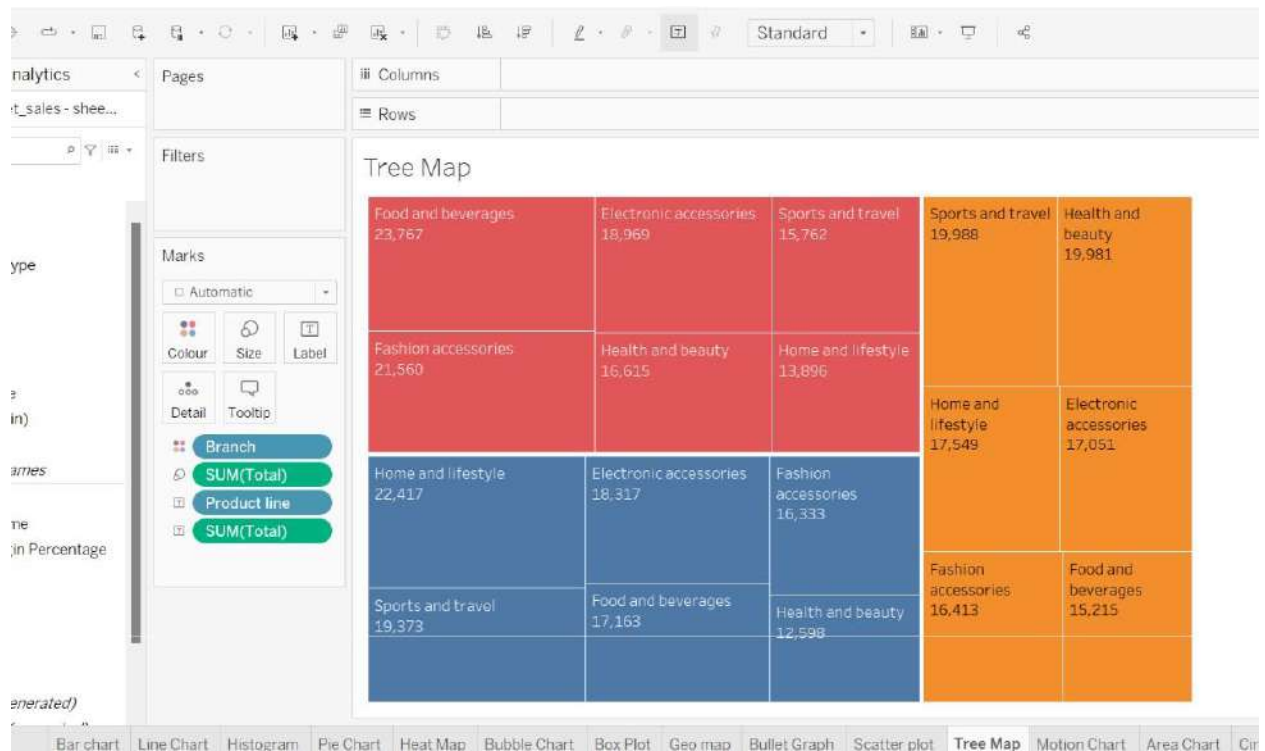 Standard
nalytics
t_sales - shee...
ype
e
in)
ames
me
in Percentage
enerated)
Pages
Filters
Marks
Automatic
Colour
Size
Label
Detail
Tooltip
Branch
SUM(Total)
Product line
SUM(Total)
Columns
Rows
Tree Map
Food and beverages
23,767
Electronic accessories
18,969
Sports and travel
15,762
Fashion accessories
21,560
Health and beauty
16,615
Home and lifestyle
13,896
Home and lifestyle
22,417
Electronic accessories
18,317
Fashion
accessories
16,333
Sports and travel
19,373
Food and beverages
17,163
Health and beauty
12,598
Sports and travel
19,988
Health and
beauty
19,981
Home and
lifestyle
17,549
Electronic
accessories
17,051
Fashion
accessories
16,413
Food and
beverages
15,215
Bar chart
Line Chart
Histogram
Pie Chart
Heat Map
Bubble Chart
Box Plot
Geo map
Bullet Graph
Scatter plot
Tree Map
Motion Chart
Area Chart
Cir